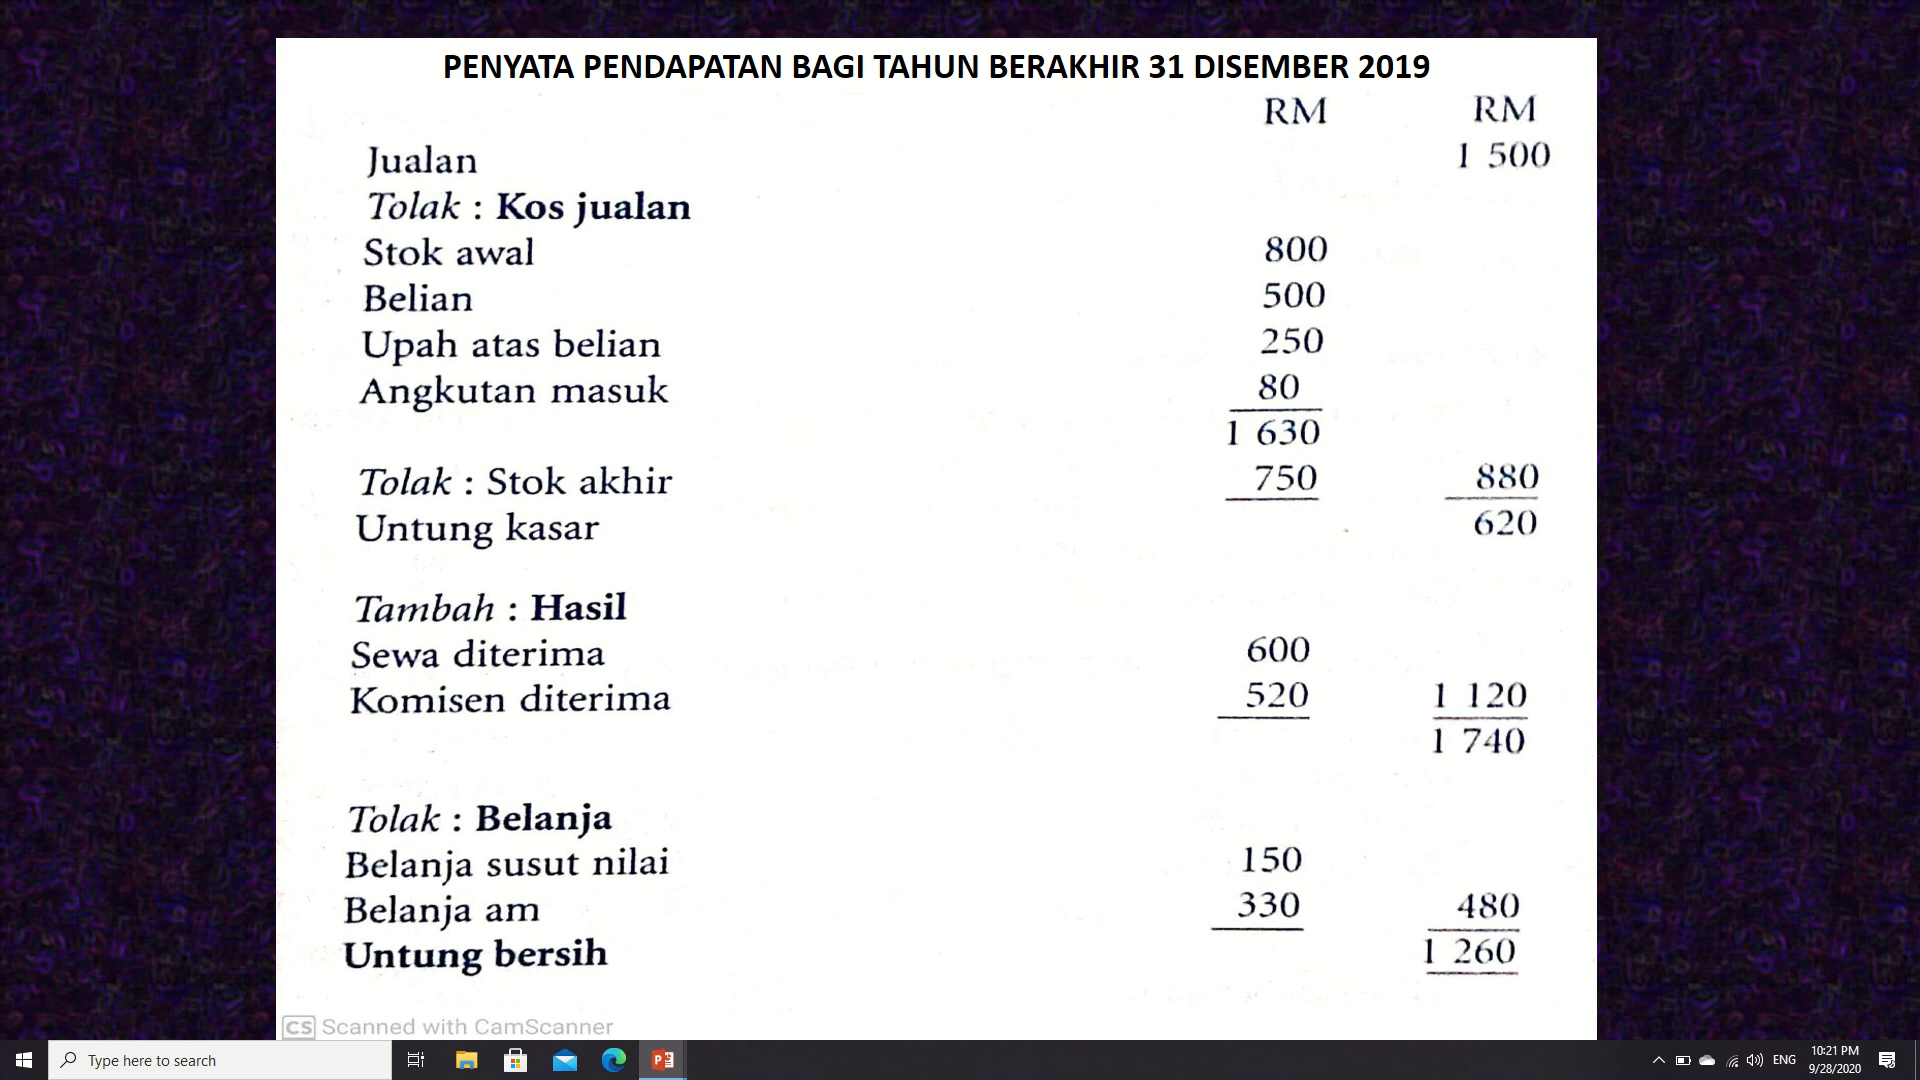 PENYATA PENDAPATAN BAGI TAHUN BERAKHIR 31 DISEMBER 2019
RM RM
Jualan 1 500
Tolak : Kos jualan
Stok awal 800
Belian 500
Upah atas belian 250
Angkutan masuk 80
1 630
Tolak : Stok akhir 750 880
Untung kasar 620
Tambah : Hasil
Sewa diterima 600
Komisen diterima 520 1 120
1 740
Tolak : Belanja
Belanja susut nilai 150
Belanja am 330 480
Untung bersih 1 260
CS Scanned with CamScanner
Type here to search
ENG
10:21 PM
9/28/2020